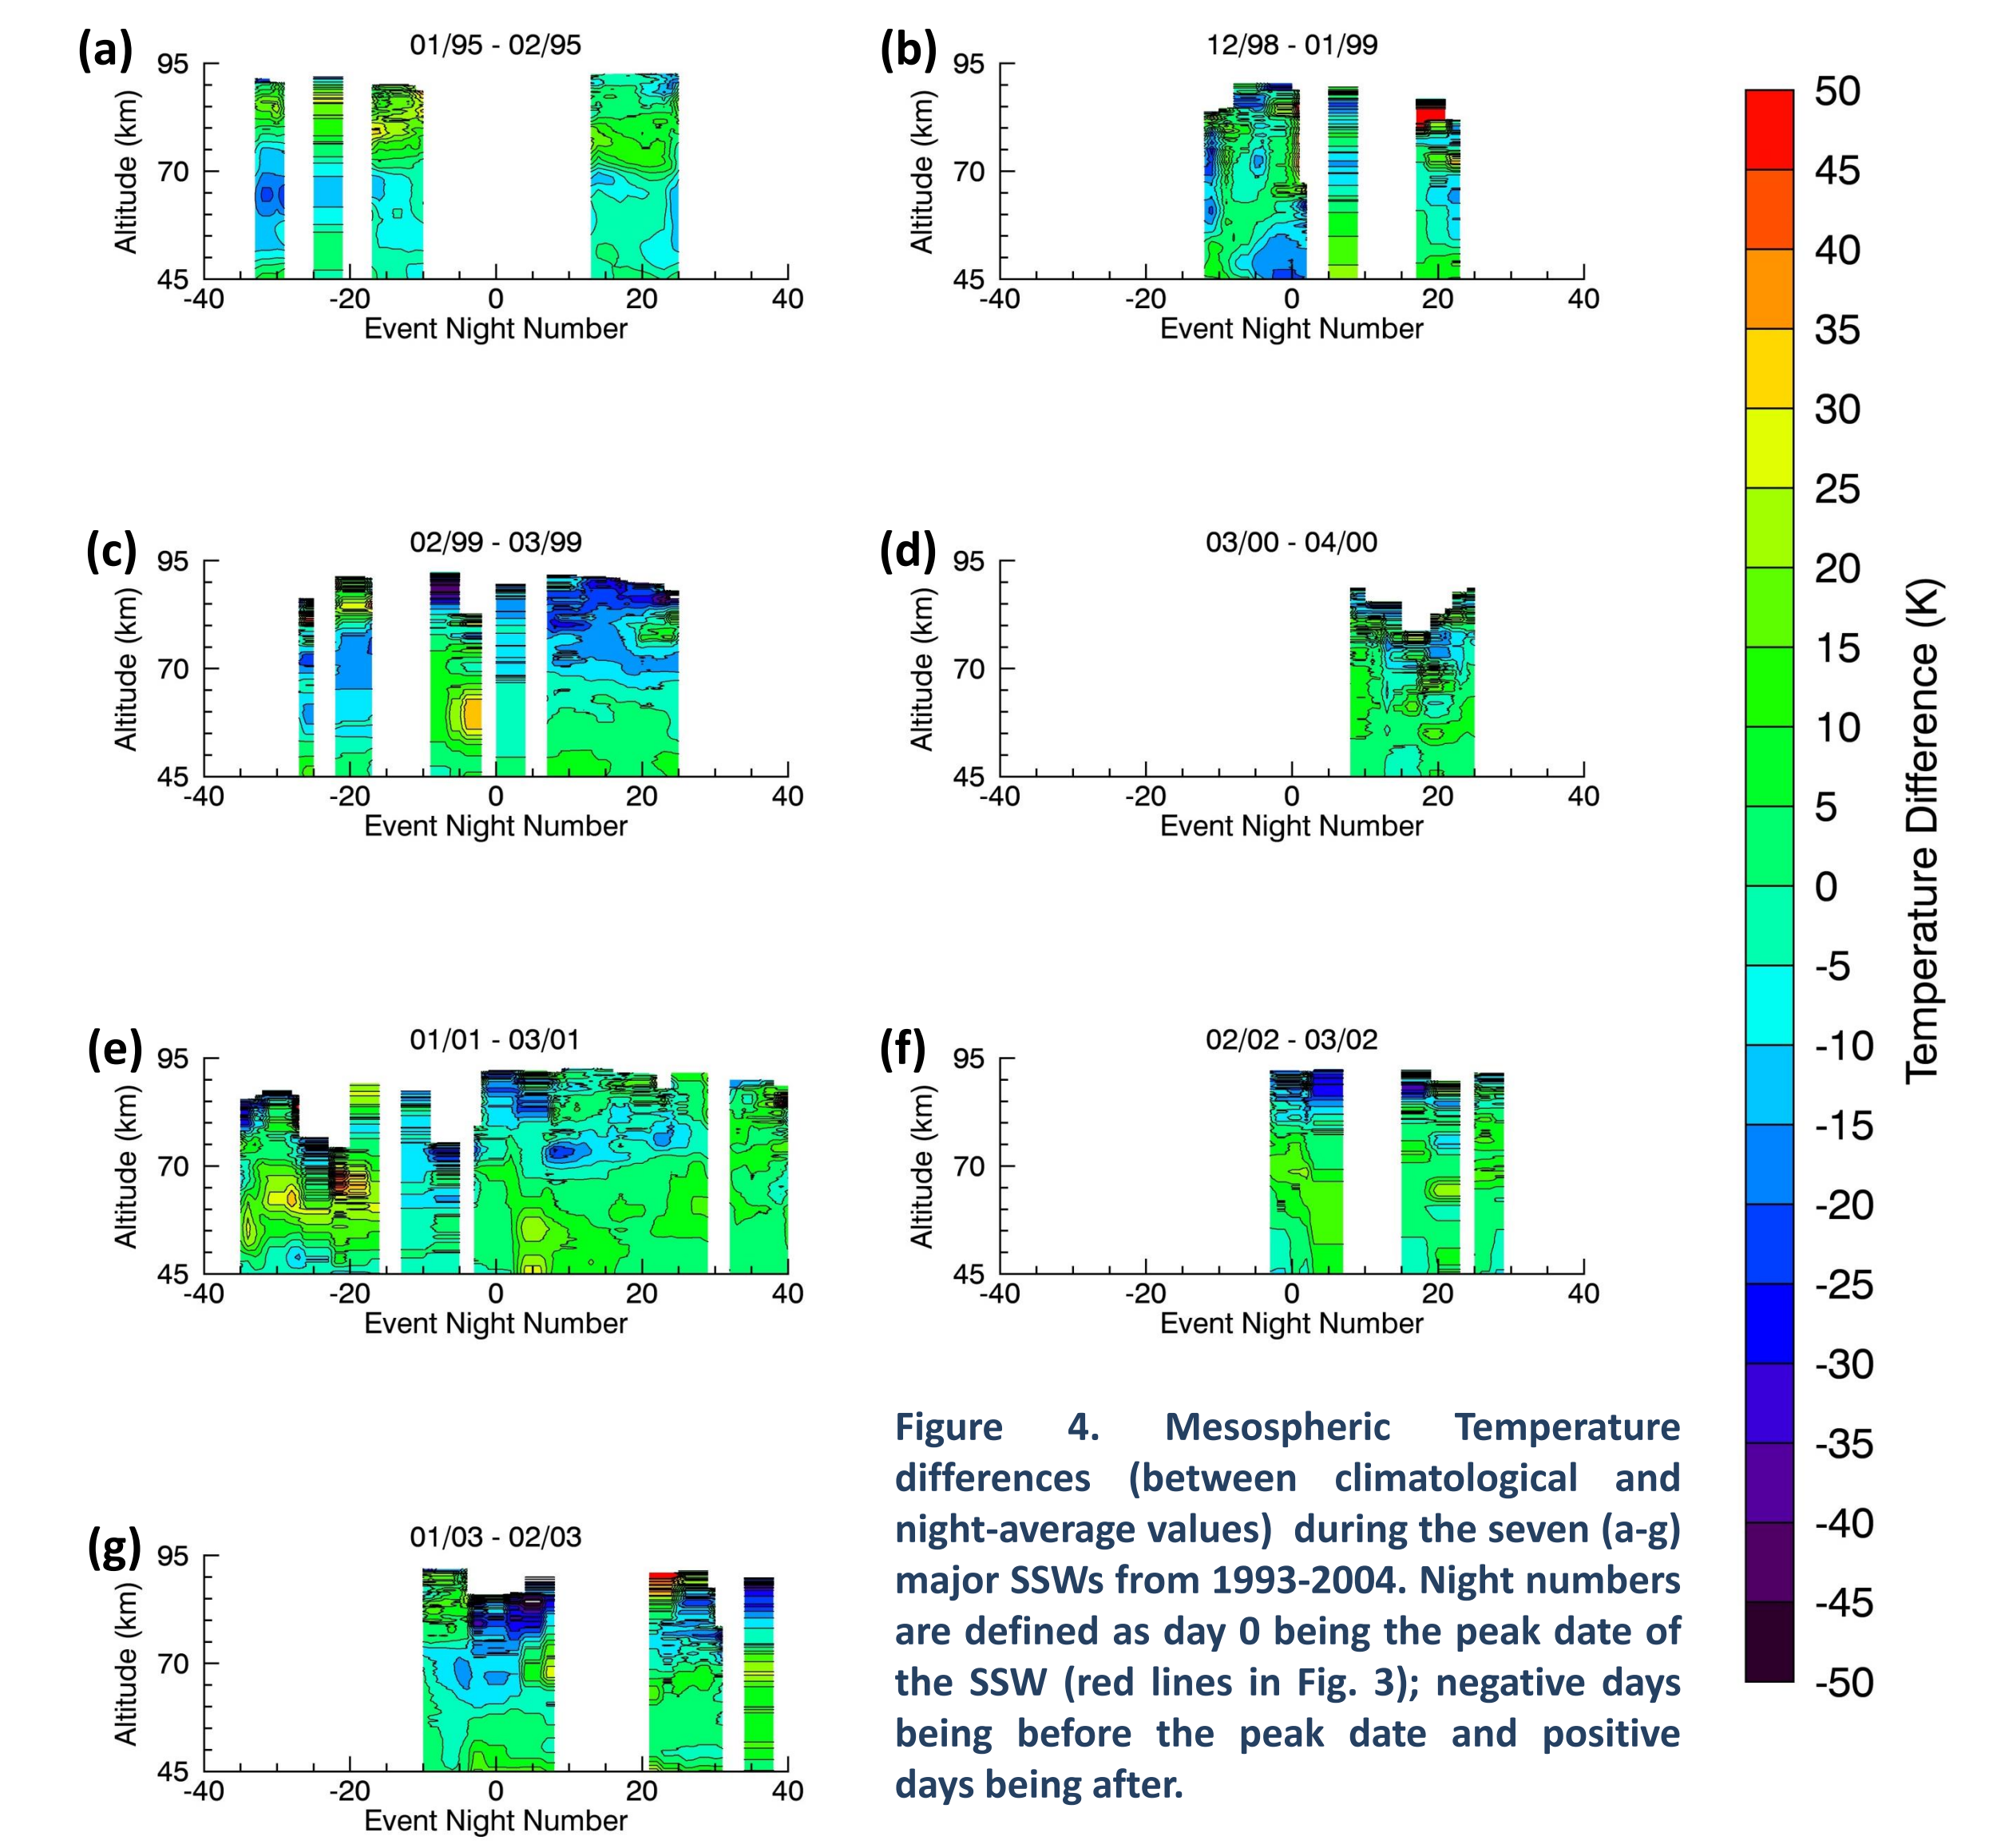 (a)
01/95 - 02/95
95
70
45
Altitude (km)
-40 -20 0 20 40
Event Night Number
(b)
12/98 - 01/99
95
70
45
Altitude (km)
-40 -20 0 20 40
Event Night Number
(c)
02/99 - 03/99
95
70
45
Altitude (km)
-40 -20 0 20 40
Event Night Number
(d)
03/00 - 04/00
95
70
45
Altitude (km)
-40 -20 0 20 40
Event Night Number
(e)
01/01 - 03/01
95
70
45
Altitude (km)
-40 -20 0 20 40
Event Night Number
(f)
02/02 - 03/02
95
70
45
Altitude (km)
-40 -20 0 20 40
Event Night Number
(g)
01/03 - 02/03
95
70
45
Altitude (km)
-40 -20 0 20 40
Event Night Number
50
45
40
35
30
25
20
15
10
5
0
-5
-10
-15
-20
-25
-30
-35
-40
-45
-50
Temperature Difference (K)
Figure 4. Mesospheric Temperature
differences (between climatological and
night-average values) during the seven (a-g)
major SSWs from 1993-2004. Night numbers
are defined as day 0 being the peak date of
the SSW (red lines in Fig. 3); negative days
being before the peak date and positive
days being after.